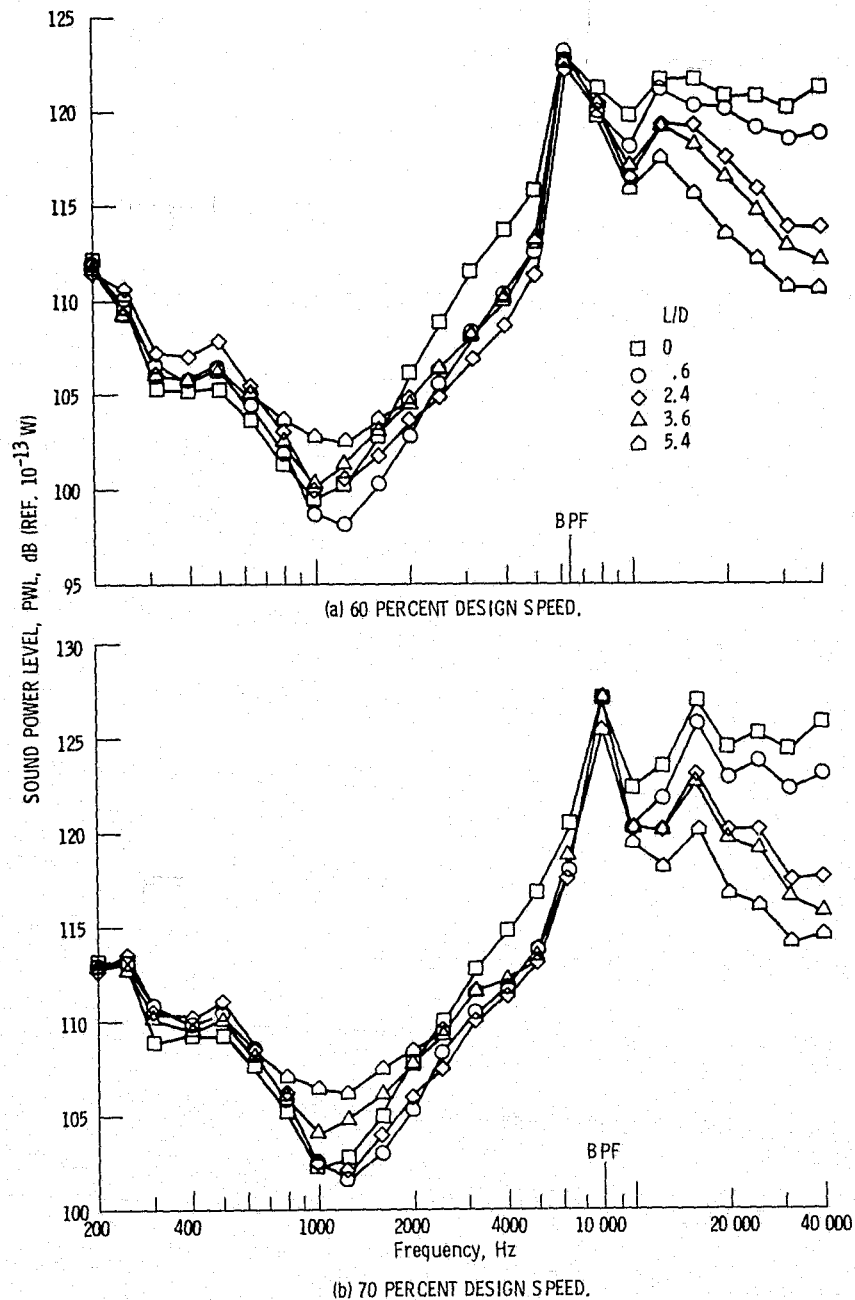 125
120
115
110
105
100
95
L/D
0
.6
2.4
3.6
5.4
BPF
(a) 60 PERCENT DESIGN SPEED.
SOUND POWER LEVEL, PWL, dB (REF. 10⁻¹³ W)
130
125
120
115
110
105
100
BPF
200 400 1000 2000 4000 10 000 20 000 40 000
Frequency, Hz
(b) 70 PERCENT DESIGN SPEED.